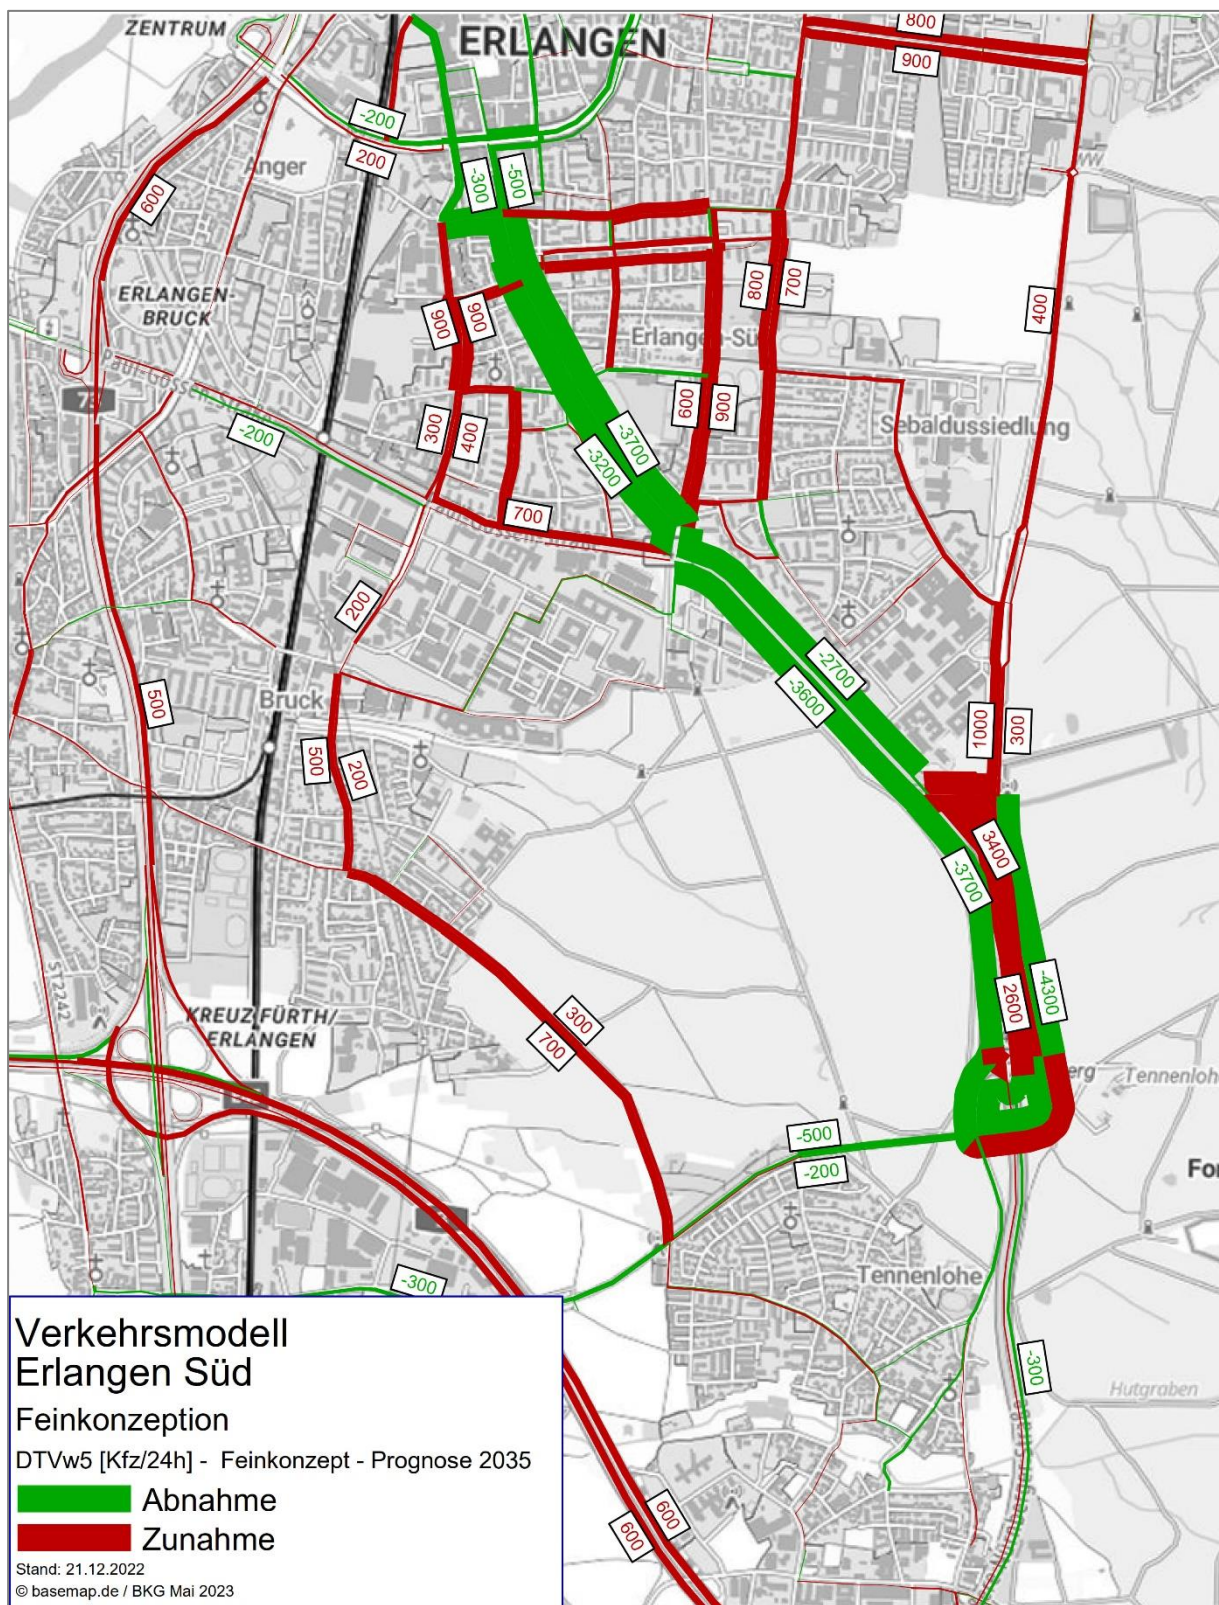 ZENTRUM
ERLANGEN
800
900
-200
200
Anger
-300
-500
600
ERLANGEN-
BRUCK
900
900
Erlangen-Sü
800
700
400
73
-200
300
400
600
900
Sebaldussiedlung
-3700
-3200
700
200
-2700
-3600
Bruck
500
500
200
1000
300
3400
-3700
ST2242
KREUZ FÜRTH/
ERLANGEN
300
700
2600
-4300
erg
Tennenlohe
-500
-200
For
Tennenlohe
-300
-300
Hutgraben
600
600
Verkehrsmodell
Erlangen Süd
Feinkonzeption
DTVw5 [Kfz/24h] - Feinkonzept - Prognose 2035
Abnahme
Zunahme
Stand: 21.12.2022
© basemap.de / BKG Mai 2023